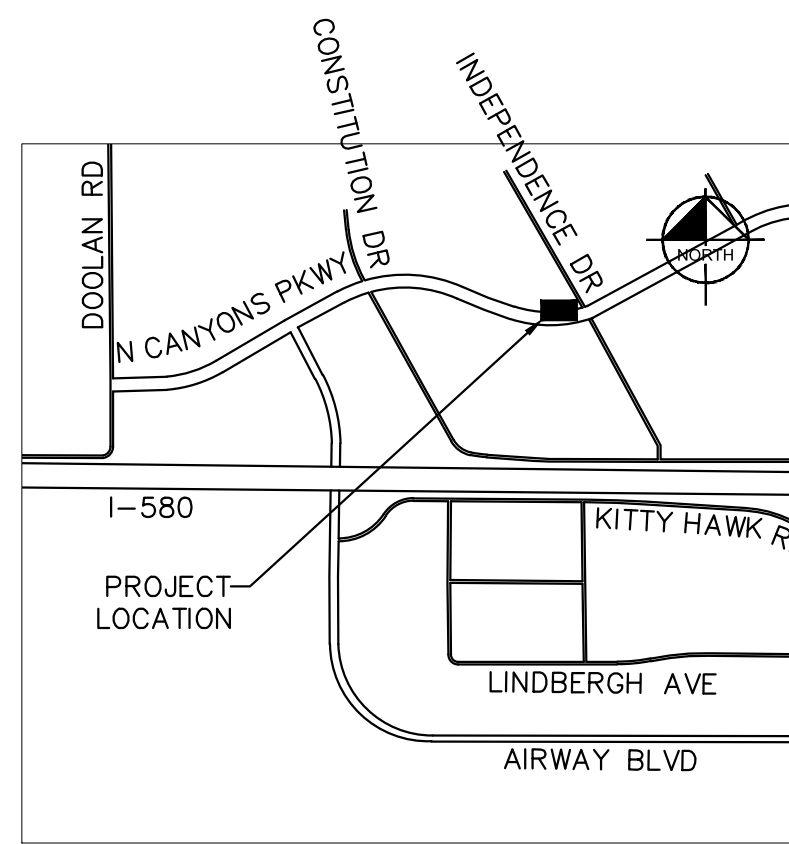 CONSTITUTION DR
INDEPENDENCE DR
DOOLAN RD
NORTH
N CANYONS PKWY
I-580
KITTY HAWK
PROJECT
LOCATION
LINDBERGH AVE
AIRWAY BLVD